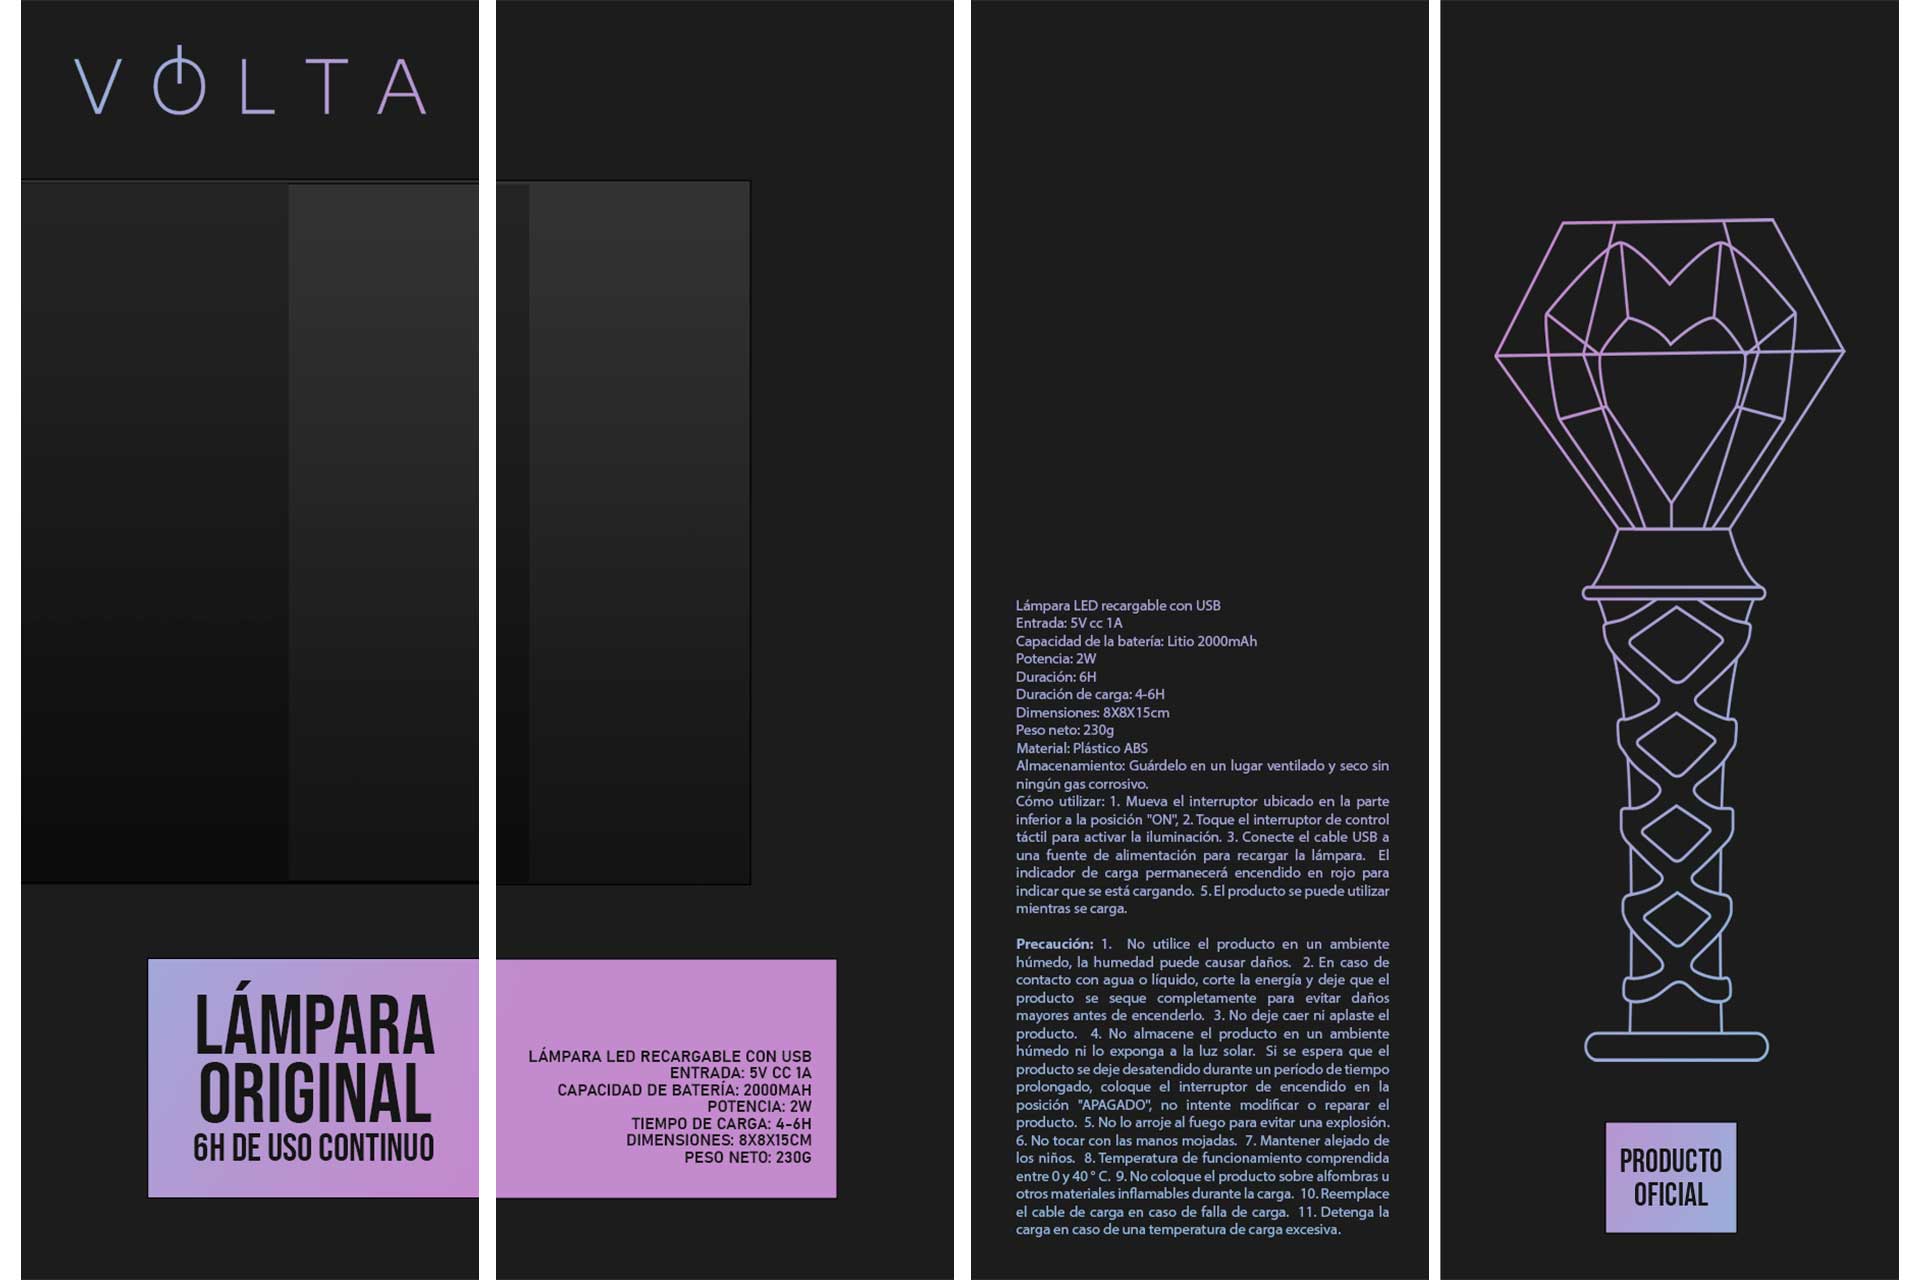 VOLTA
LÁMPARA
ORIGINAL
6H DE USO CONTINUO
LÁMPARA LED RECARGABLE CON USB
ENTRADA: 5V CC 1A
CAPACIDAD DE BATERÍA: 2000MAH
POTENCIA: 2W
TIEMPO DE CARGA: 4-6H
DIMENSIONES: 8X8X15CM
PESO NETO: 230G
Lámpara LED recargable con USB
Entrada: 5V cc 1A
Capacidad de la batería: Litio 2000mAh
Potencia: 2W
Duración: 6H
Duración de carga: 4-6H
Dimensiones: 8X8X15cm
Peso neto: 230g
Material: Plástico ABS
Almacenamiento: Guárdelo en un lugar ventilado y seco sin
ningún gas corrosivo.
Cómo utilizar: 1. Mueva el interruptor ubicado en la parte
inferior a la posición "ON", 2. Toque el interruptor de control
táctil para activar la iluminación. 3. Conecte el cable USB a
una fuente de alimentación para recargar la lámpara. El
indicador de carga permanecerá encendido en rojo para
indicar que se está cargando. 5. El producto se puede utilizar
mientras se carga.
Precaución: 1. No utilice el producto en un ambiente
húmedo, la humedad puede causar daños. 2. En caso de
contacto con agua o líquido, corte la energía y deje que el
producto se seque completamente para evitar daños
mayores antes de encenderlo. 3. No deje caer ni aplaste el
producto. 4. No almacene el producto en un ambiente
húmedo ni lo exponga a la luz solar. Si se espera que el
producto se deje desatendido durante un período de tiempo
prolongado, coloque el interruptor de encendido en la
posición "APAGADO", no intente modificar o reparar el
producto. 5. No lo arroje al fuego para evitar una explosión.
6. No tocar con las manos mojadas. 7. Mantener alejado de
los niños. 8. Temperatura de funcionamiento comprendida
entre 0 y 40 ° C. 9. No coloque el producto sobre alfombras u
otros materiales inflamables durante la carga. 10. Reemplace
el cable de carga en caso de falla de carga. 11. Detenga la
carga en caso de una temperatura de carga excesiva.
PRODUCTO
OFICIAL